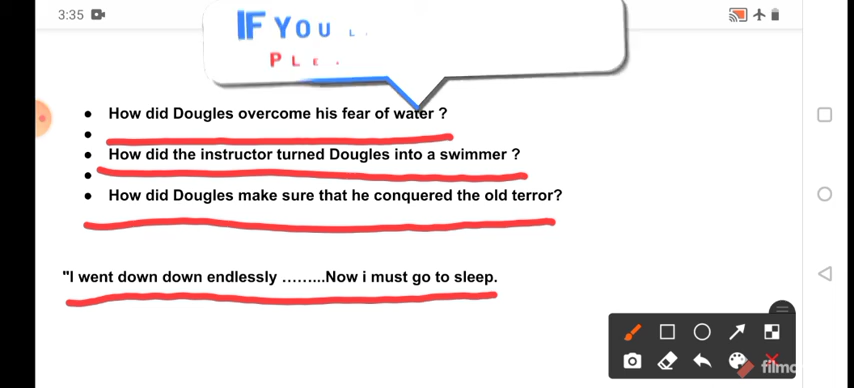 3:35
IF YOU L
PLE.
How did Dougles overcome his fear of water ?
How did the instructor turned Dougles into a swimmer ?
How did Dougles make sure that he conquered the old terror?
"I went down down endlessly .........Now i must go to sleep.
filmo